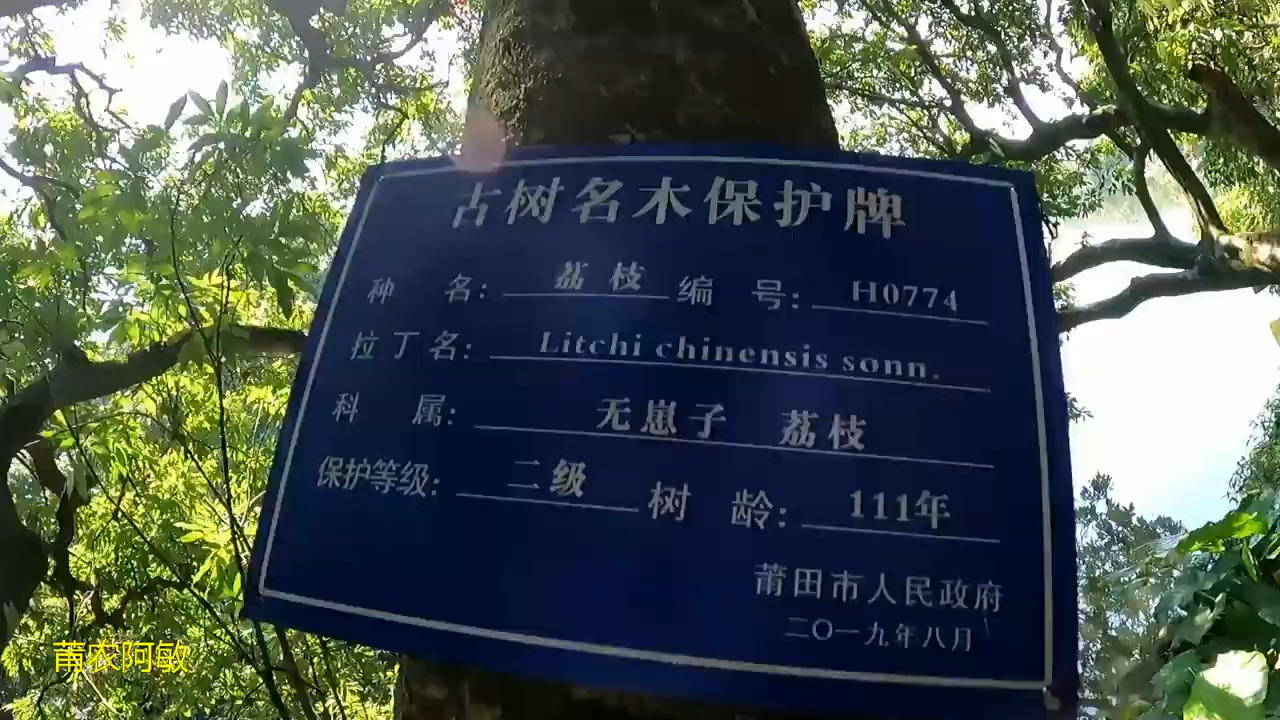 古树名木保护牌
种 名: 荔枝 编 号: H0774
拉丁名: Litchi chinensis sonn.
科 属: 无崽子 荔枝
保护等级: 二级 树 龄: 111年
莆田市人民政府
二〇一九年八月
莆农阿敏